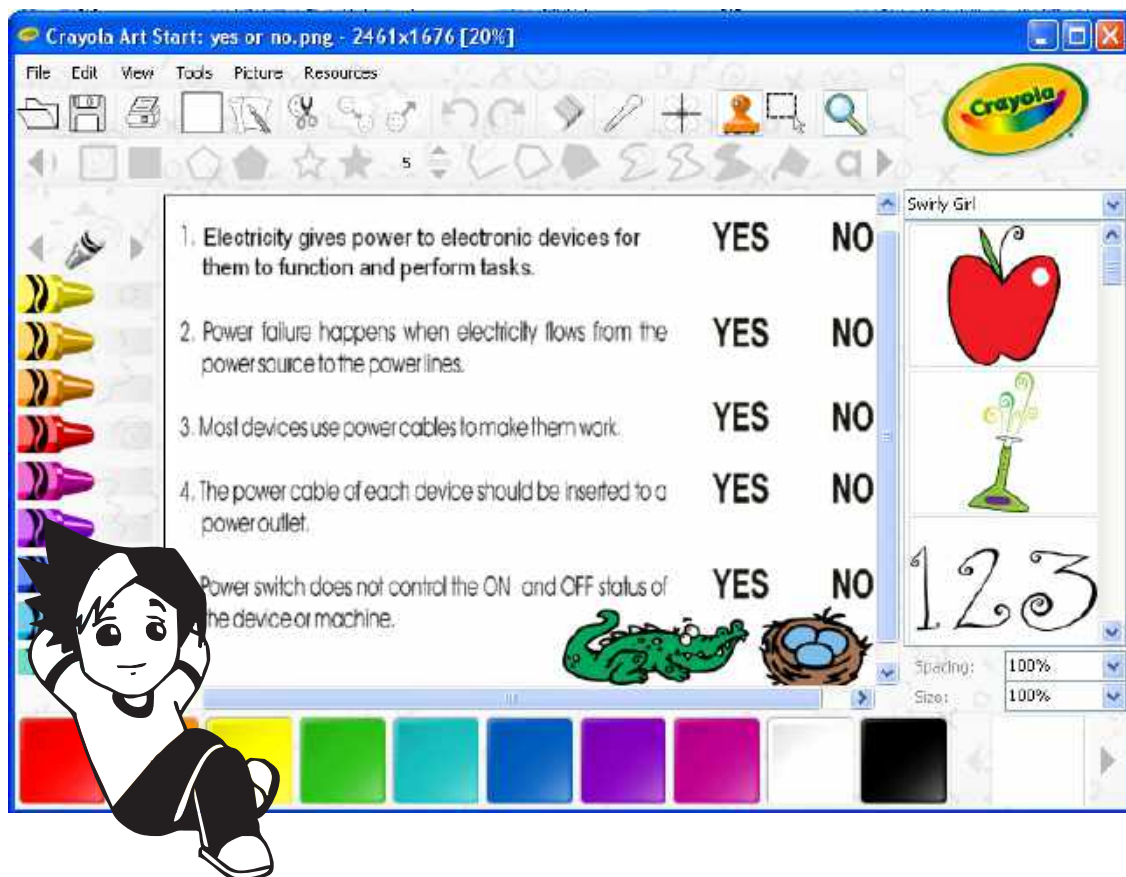 Crayola Art Start: yes or no.png - 2461x1676 [20%]
File Edit View Tools Picture Resources
Crayola
5
a
Swirly Girl
1. Electricity gives power to electronic devices for YES NO
them to function and perform tasks.
2. Power failure happens when electricity flows from the YES NO
power source to the power lines.
3. Most devices use power cables to make them work. YES NO
4. The power cable of each device should be inserted to a YES NO
power outlet.
Power switch does not control the ON and OFF status of YES NO
the device or machine.
1 2 3
Spacing: 100%
Size: 100%